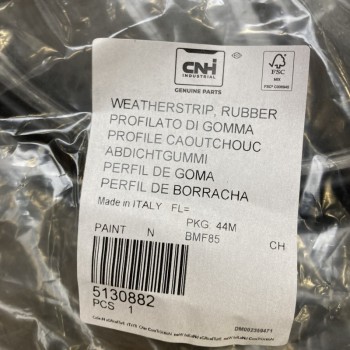 CNHi
INDUSTRIAL
GENUINE PARTS
FSC
MIX
WEATHERSTRIP, RUBBER
PROFILATO DI GOMMA
PROFILE CAOUTCHOUC
ABDICHTGUMMI
PERFIL DE GOMA
PERFIL DE BORRACHA
Made in ITALY FL=
PKG. 44M
PAINT N BMF85 CH
5130882
PCS 1